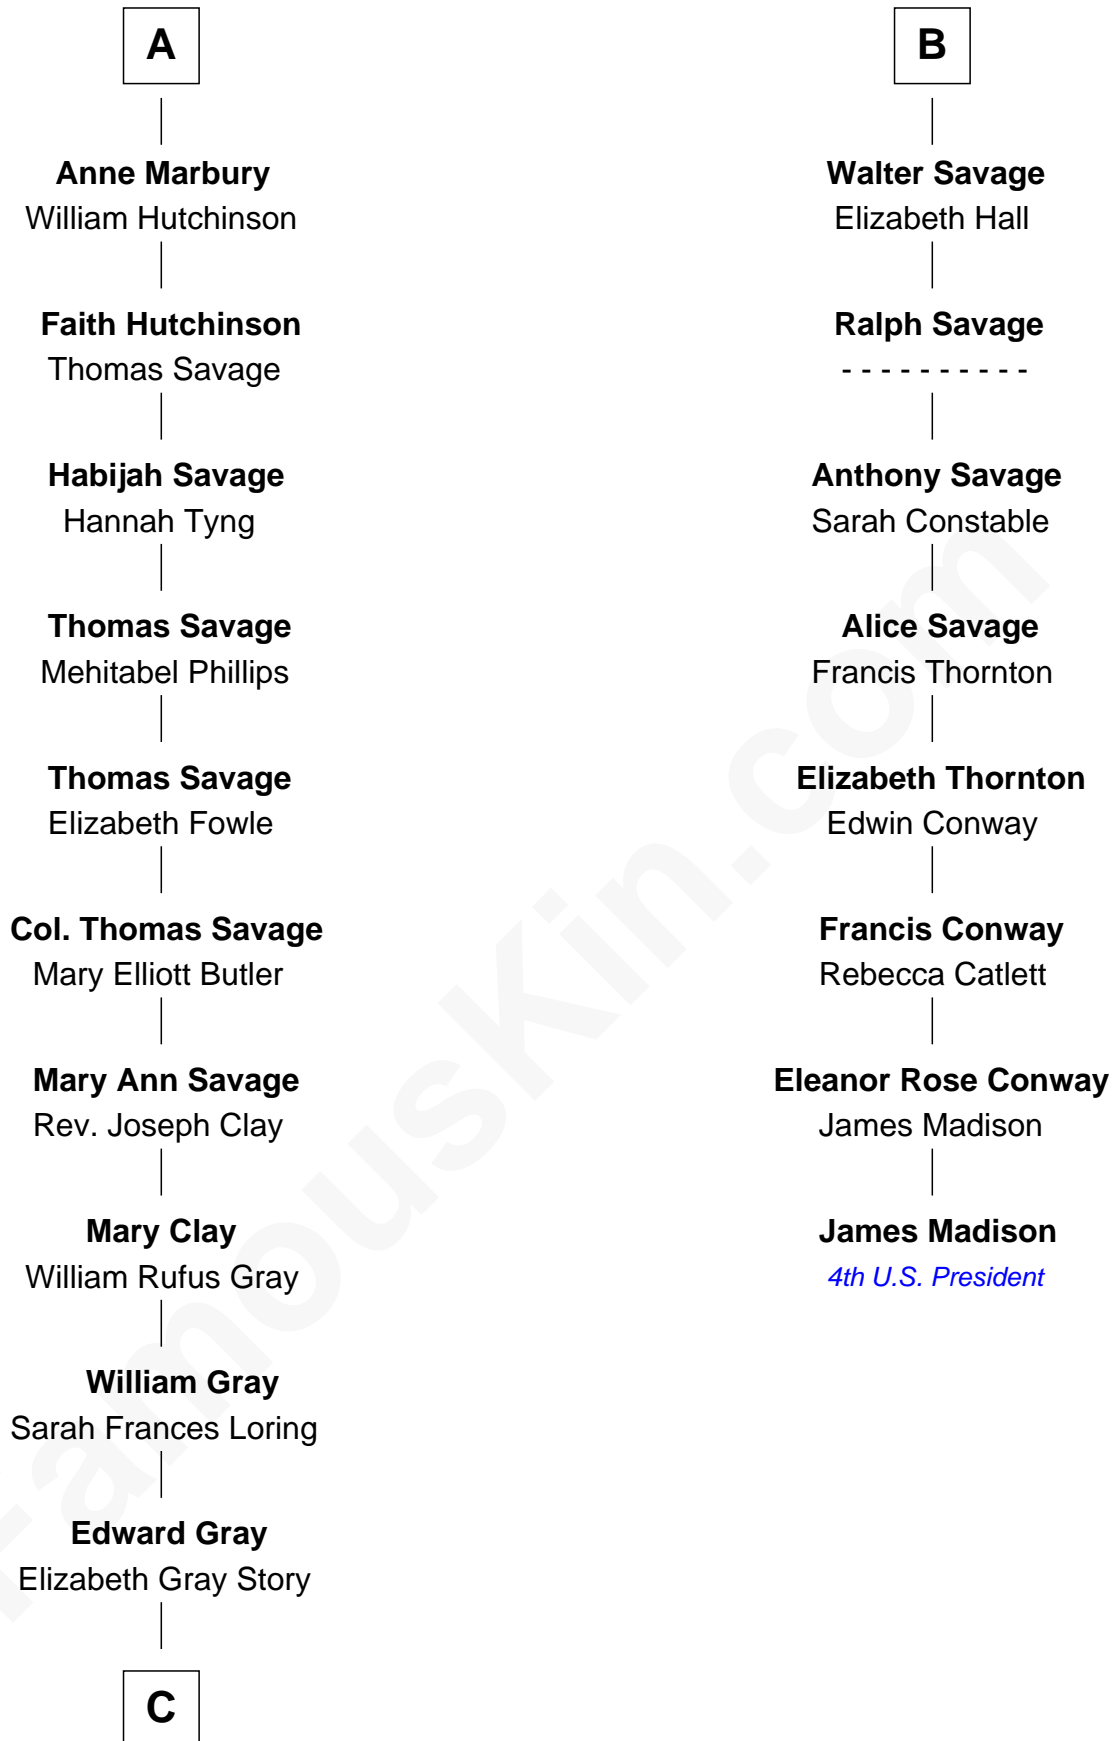 A
Anne Marbury
William Hutchinson
Faith Hutchinson
Thomas Savage
Habijah Savage
Hannah Tyng
Thomas Savage
Mehitabel Phillips
Thomas Savage
Elizabeth Fowle
Col. Thomas Savage
Mary Elliott Butler
Mary Ann Savage
Rev. Joseph Clay
Mary Clay
William Rufus Gray
William Gray
Sarah Frances Loring
Edward Gray
Elizabeth Gray Story
C
B
Walter Savage
Elizabeth Hall
Ralph Savage
- - - - - - - - - -
Anthony Savage
Sarah Constable
Alice Savage
Francis Thornton
Elizabeth Thornton
Edwin Conway
Francis Conway
Rebecca Catlett
Eleanor Rose Conway
James Madison
James Madison
4th U.S. President
FamousKin.com